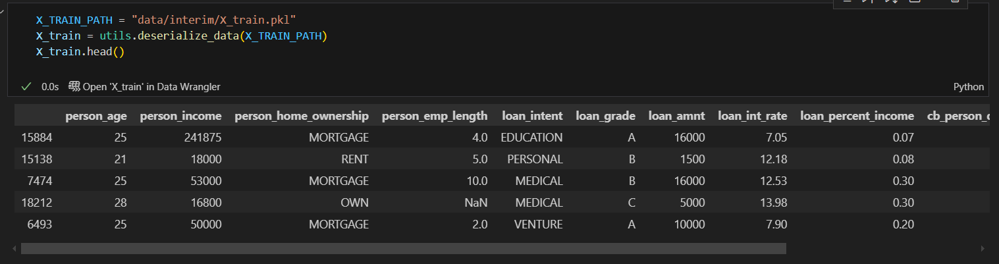 X_TRAIN_PATH = "data/interim/X_train.pkl"
X_train = utils.deserialize_data(X_TRAIN_PATH)
X_train.head()
0.0s Open 'X_train' in Data Wrangler Python
person_age person_income person_home_ownership person_emp_length loan_intent loan_grade loan_amnt loan_int_rate loan_percent_income
15884 25 241875 MORTGAGE 4.0 EDUCATION A 16000 7.05 0.07
15138 21 18000 RENT 5.0 PERSONAL B 1500 12.18 0.08
7474 25 53000 MORTGAGE 10.0 MEDICAL B 16000 12.53 0.30
18212 28 16800 OWN NaN MEDICAL C 5000 13.98 0.30
6493 25 50000 MORTGAGE 2.0 VENTURE A 10000 7.90 0.20